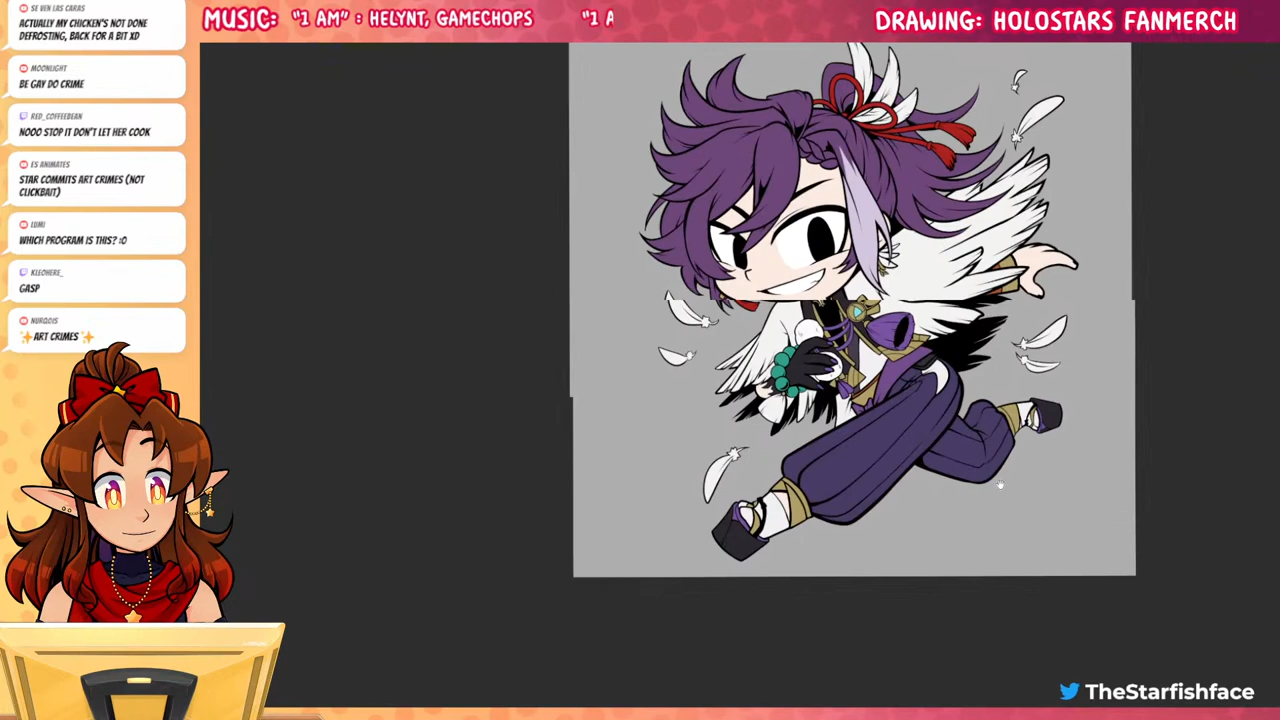 MUSIC: "1 AM" : HELYNT, GAMECHOPS "1 A
DRAWING: HOLOSTARS FANMERCH
SE VEN LAS CARAS
ACTUALLY MY CHICKEN'S NOT DONE
DEFROSTING, BACK FOR A BIT XD
MOONLIGHT
BE GAY DO CRIME
RED_COFFEEBEAN
NOOO STOP IT DON'T LET HER COOK
ES ANIMATES
STAR COMMITS ART CRIMES (NOT
CLICKBAIT)
LUMI
WHICH PROGRAM IS THIS? :O
KLEOHERE_
GASP
NURQOIS
✨ART CRIMES✨
TheStarfishface